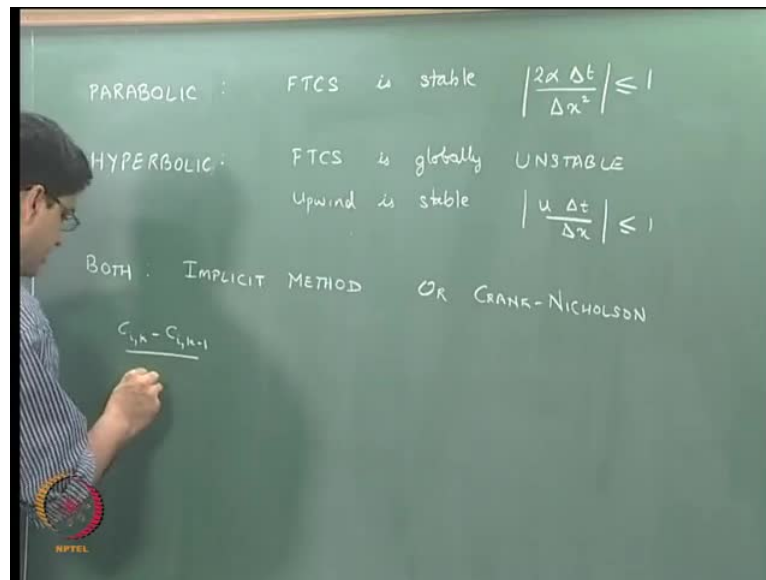 PARABOLIC : FTCS is stable |2α Δt / Δx²| ≤ 1
HYPERBOLIC : FTCS is globally UNSTABLE
Upwind is stable |u Δt / Δx| ≤ 1
BOTH : IMPLICIT METHOD OR CRANK-NICHOLSON
C_{i,k} - C_{i,k-1}
NPTEL